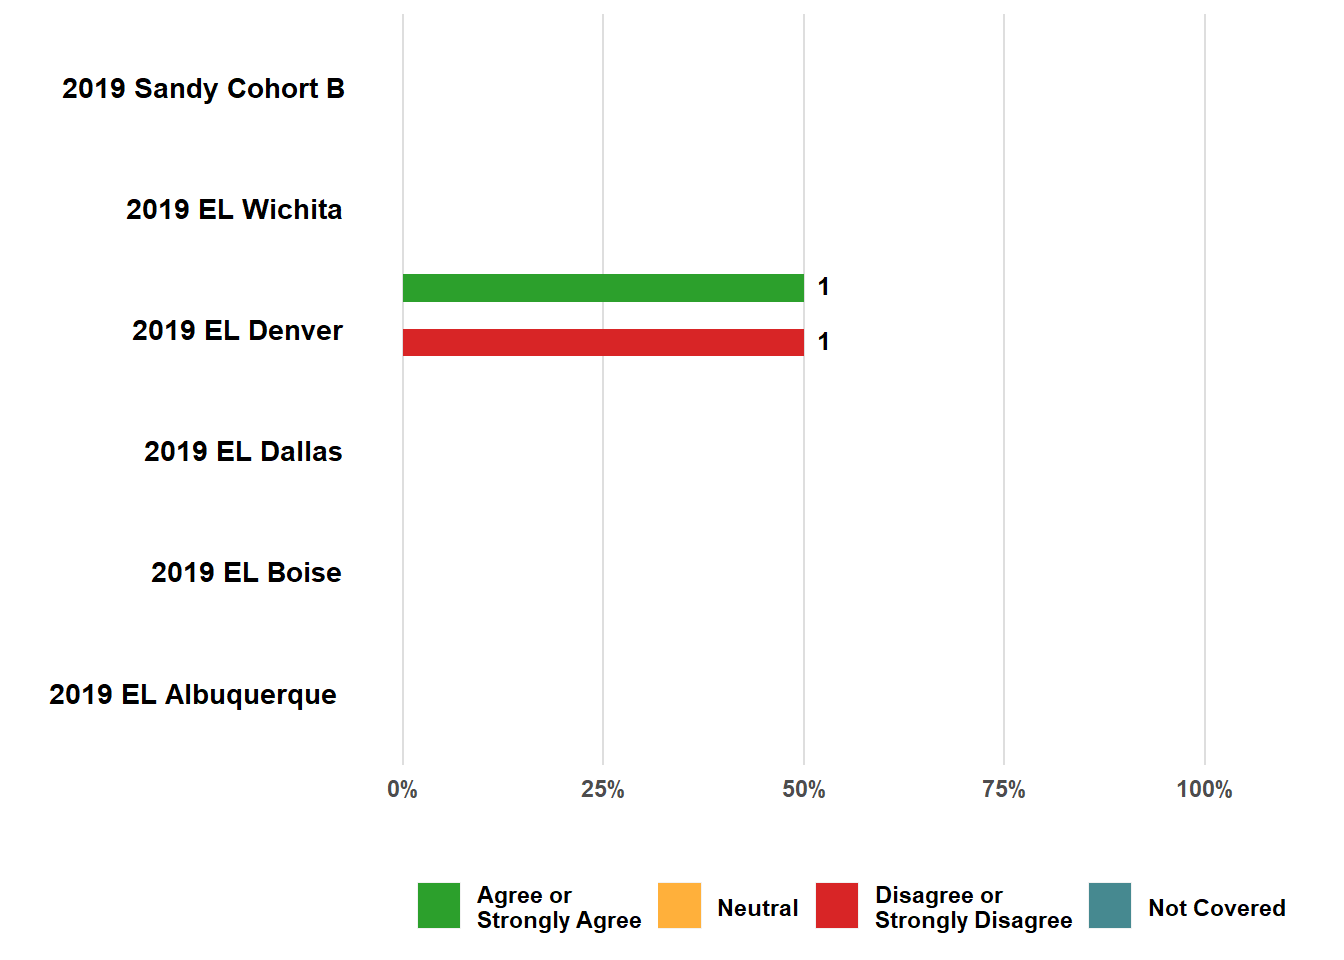 2019 Sandy Cohort B
2019 EL Wichita
1
2019 EL Denver
1
2019 EL Dallas
2019 EL Boise
2019 EL Albuquerque
0% 25% 50% 75% 100%
Agree or
Strongly Agree
Neutral
Disagree or
Strongly Disagree
Not Covered